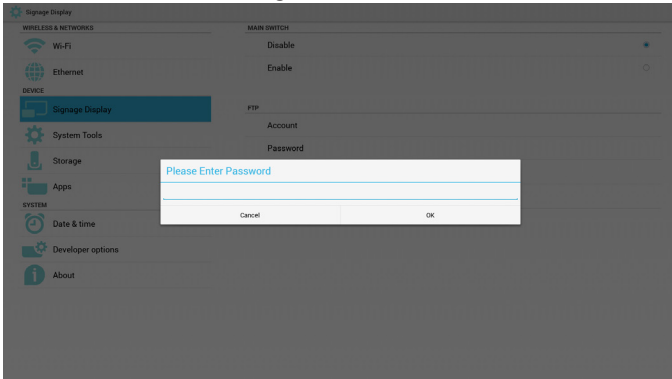 Signage Display
WIRELESS & NETWORKS
Wi-Fi
Ethernet
DEVICE
Signage Display
System Tools
Storage
Apps
SYSTEM
Date & time
Developer options
About
MAIN SWITCH
Disable
Enable
FTP
Account
Password
Please Enter Password
Cancel
OK